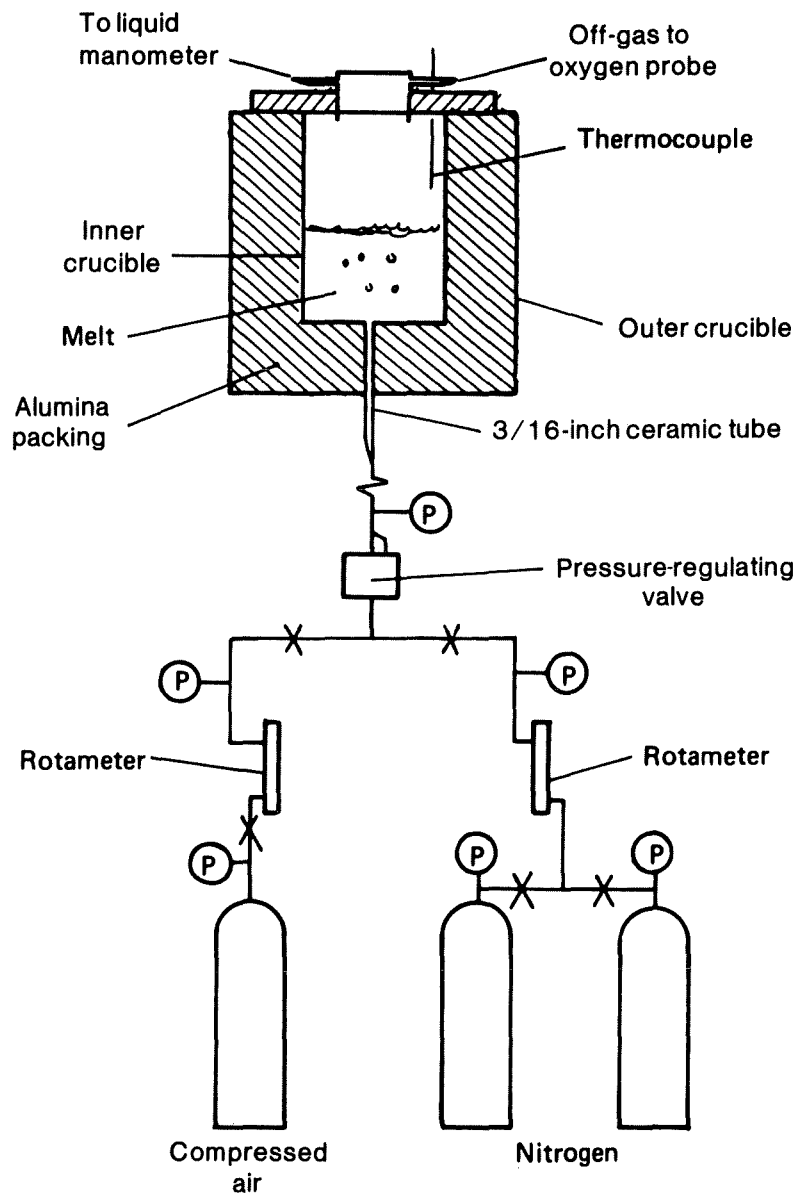 To liquid
manometer
Off-gas to
oxygen probe
Thermocouple
Inner
crucible
Melt
Outer crucible
Alumina
packing
3/16-inch ceramic tube
P
Pressure-regulating
valve
P
P
Rotameter
Rotameter
P
P
P
Compressed
air
Nitrogen